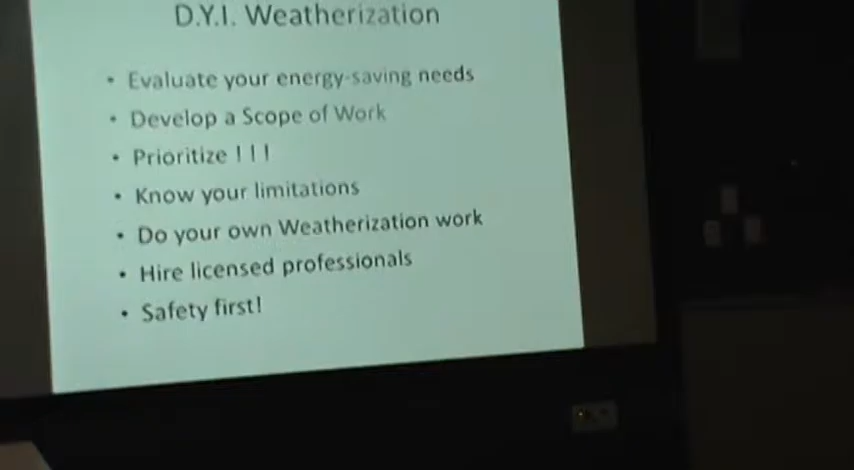 D.Y.I. Weatherization
• Evaluate your energy-saving needs
• Develop a Scope of Work
• Prioritize ! ! !
• Know your limitations
• Do your own Weatherization work
• Hire licensed professionals
• Safety first!